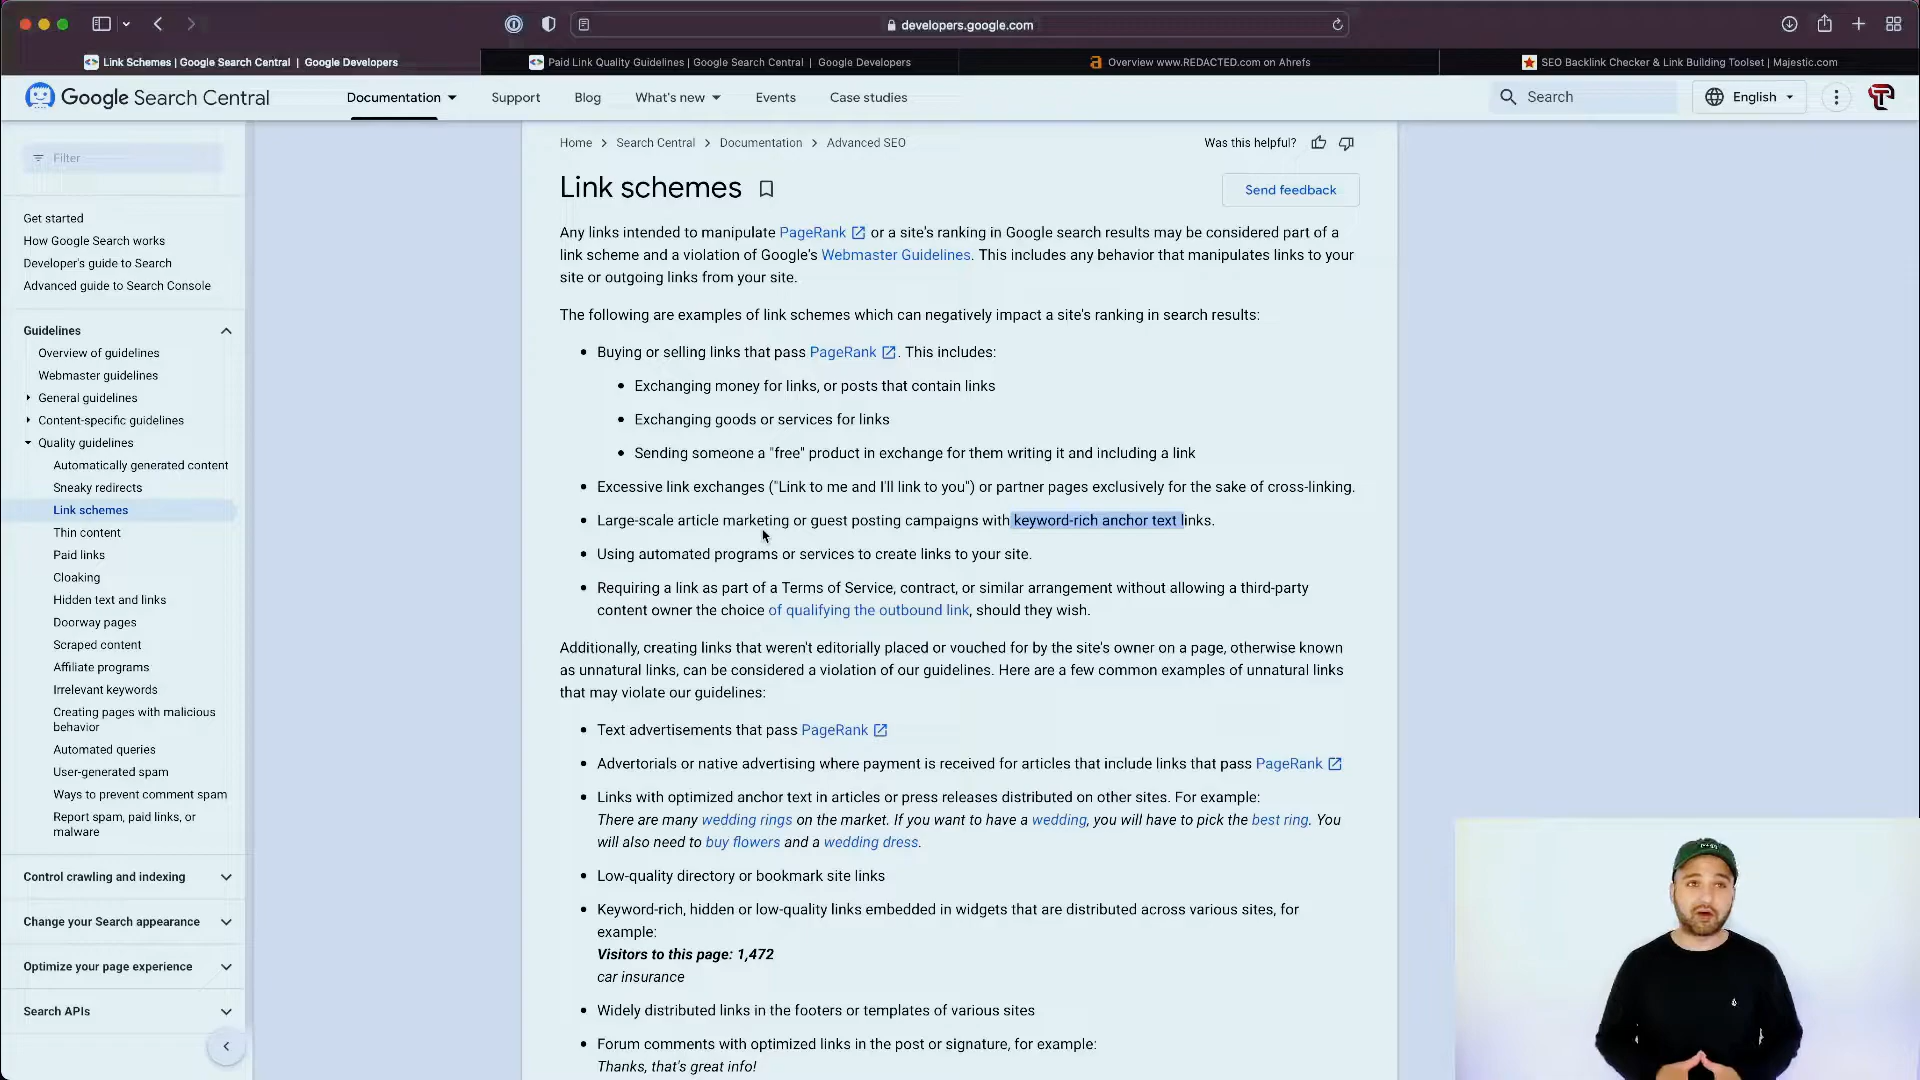 developers.google.com
Link Schemes | Google Search Central | Google Developers
Paid Link Quality Guidelines | Google Search Central | Google Developers
Overview www.REDACTED.com on Ahrefs
SEO Backlink Checker & Link Building Toolset | Majestic.com
Google Search Central
Documentation
Support
Blog
What's new
Events
Case studies
Search
English
Filter
Get started
How Google Search works
Developer's guide to Search
Advanced guide to Search Console
Guidelines
Overview of guidelines
Webmaster guidelines
General guidelines
Content-specific guidelines
Quality guidelines
Automatically generated content
Sneaky redirects
Link schemes
Thin content
Paid links
Cloaking
Hidden text and links
Doorway pages
Scraped content
Affiliate programs
Irrelevant keywords
Creating pages with malicious
behavior
Automated queries
User-generated spam
Ways to prevent comment spam
Report spam, paid links, or
malware
Control crawling and indexing
Change your Search appearance
Optimize your page experience
Search APIs
Home > Search Central > Documentation > Advanced SEO
Was this helpful?
Link schemes
Send feedback
Any links intended to manipulate PageRank or a site's ranking in Google search results may be considered part of a
link scheme and a violation of Google's Webmaster Guidelines. This includes any behavior that manipulates links to your
site or outgoing links from your site.
The following are examples of link schemes which can negatively impact a site's ranking in search results:
• Buying or selling links that pass PageRank . This includes:
• Exchanging money for links, or posts that contain links
• Exchanging goods or services for links
• Sending someone a "free" product in exchange for them writing it and including a link
• Excessive link exchanges ("Link to me and I'll link to you") or partner pages exclusively for the sake of cross-linking.
• Large-scale article marketing or guest posting campaigns with keyword-rich anchor text links.
• Using automated programs or services to create links to your site.
• Requiring a link as part of a Terms of Service, contract, or similar arrangement without allowing a third-party
content owner the choice of qualifying the outbound link, should they wish.
Additionally, creating links that weren't editorially placed or vouched for by the site's owner on a page, otherwise known
as unnatural links, can be considered a violation of our guidelines. Here are a few common examples of unnatural links
that may violate our guidelines:
• Text advertisements that pass PageRank
• Advertorials or native advertising where payment is received for articles that include links that pass PageRank
• Links with optimized anchor text in articles or press releases distributed on other sites. For example:
There are many wedding rings on the market. If you want to have a wedding, you will have to pick the best ring. You
will also need to buy flowers and a wedding dress.
• Low-quality directory or bookmark site links
• Keyword-rich, hidden or low-quality links embedded in widgets that are distributed across various sites, for
example:
Visitors to this page: 1,472
car insurance
• Widely distributed links in the footers or templates of various sites
• Forum comments with optimized links in the post or signature, for example:
Thanks, that's great info!